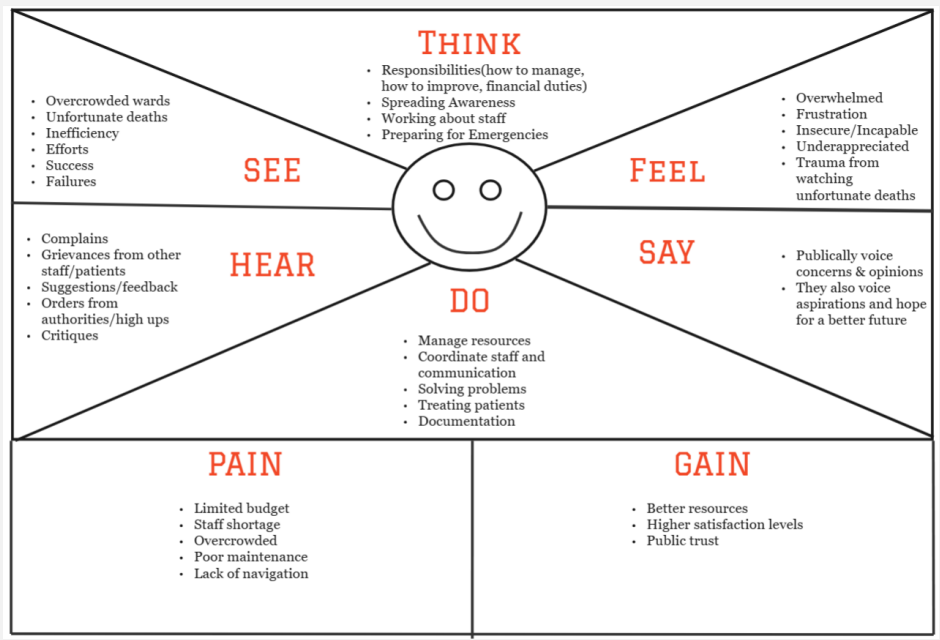 THINK
• Responsibilities(how to manage,
how to improve, financial duties)
• Spreading Awareness
• Working about staff
• Preparing for Emergencies
• Overcrowded wards
• Unfortunate deaths
• Inefficiency
• Efforts
• Success
• Failures
SEE
FEEL
• Overwhelmed
• Frustration
• Insecure/Incapable
• Underappreciated
• Trauma from
watching
• unfortunate deaths
• Complains
• Grievances from other
staff/patients
• Suggestions/feedback
• Orders from
authorities/high ups
• Critiques
HEAR
SAY
• Publically voice
concerns & opinions
• They also voice
aspirations and hope
for a better future
DO
• Manage resources
• Coordinate staff and
communication
• Solving problems
• Treating patients
• Documentation
PAIN
• Limited budget
• Staff shortage
• Overcrowded
• Poor maintenance
• Lack of navigation
GAIN
• Better resources
• Higher satisfaction levels
• Public trust